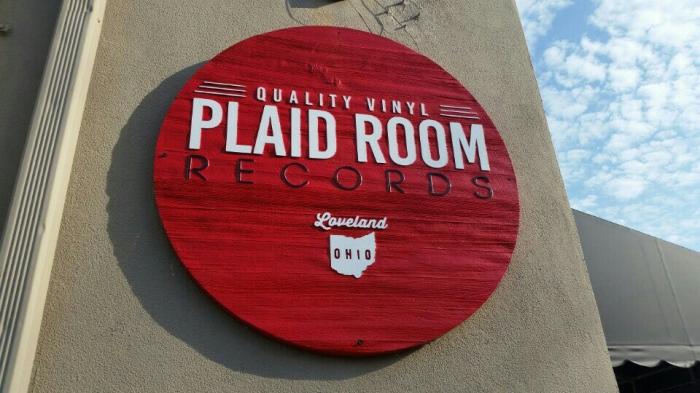 QUALITY VINYL
PLAID ROOM
RECORDS
Loveland
OHIO